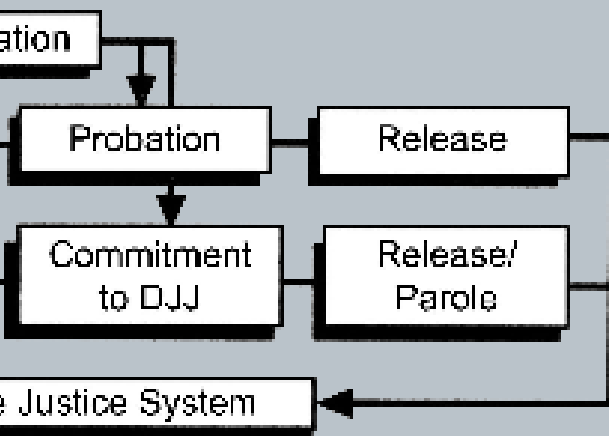 ation
Probation
Release
Commitment
to DJJ
Release/
Parole
e Justice System